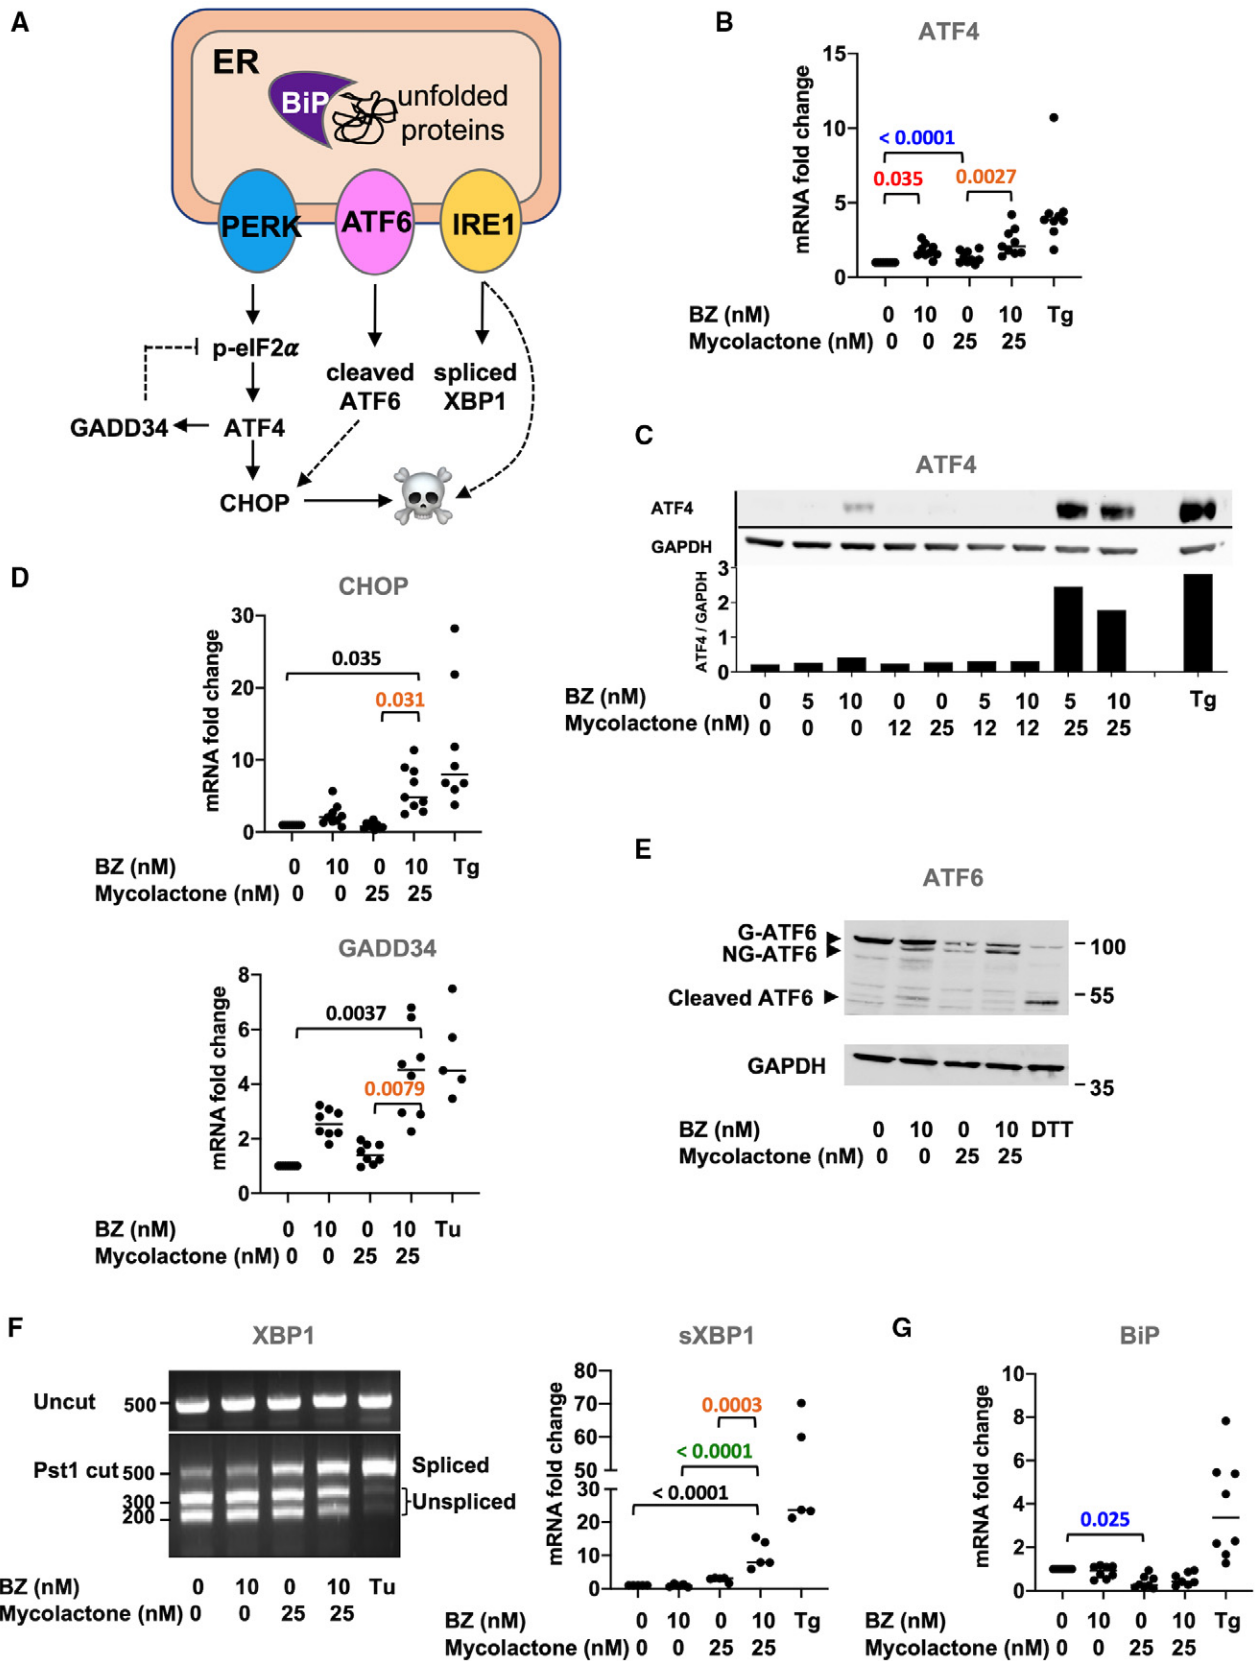 A
ER
BiP
unfolded
proteins
PERK
ATF6
IRE1
p-eIF2α
cleaved
ATF6
spliced
XBP1
GADD34
ATF4
CHOP
B
ATF4
mRNA fold change
15
10
5
0
< 0.0001
0.035
0.0027
BZ (nM) 0 10 0 10 Tg
Mycolactone (nM) 0 0 25 25
C
ATF4
ATF4
GAPDH
ATF4 / GAPDH
3
2
1
0
BZ (nM) 0 5 10 0 0 5 10 5 10 Tg
Mycolactone (nM) 0 0 0 12 25 12 12 25 25
D
CHOP
mRNA fold change
30
20
10
0
0.035
0.031
BZ (nM) 0 10 0 10 Tg
Mycolactone (nM) 0 0 25 25
GADD34
mRNA fold change
8
6
4
2
0
0.0037
0.0079
BZ (nM) 0 10 0 10 Tu
Mycolactone (nM) 0 0 25 25
E
ATF6
G-ATF6
NG-ATF6
Cleaved ATF6
100
55
GAPDH
35
BZ (nM) 0 10 0 10 DTT
Mycolactone (nM) 0 0 25 25
F
XBP1
Uncut 500
Pst1 cut 500
300
200
Spliced
Unspliced
BZ (nM) 0 10 0 10 Tu
Mycolactone (nM) 0 0 25 25
sXBP1
mRNA fold change
80
70
60
50
30
20
10
0
0.0003
< 0.0001
< 0.0001
BZ (nM) 0 10 0 10 Tg
Mycolactone (nM) 0 0 25 25
G
BiP
mRNA fold change
10
8
6
4
2
0
0.025
BZ (nM) 0 10 0 10 Tg
Mycolactone (nM) 0 0 25 25